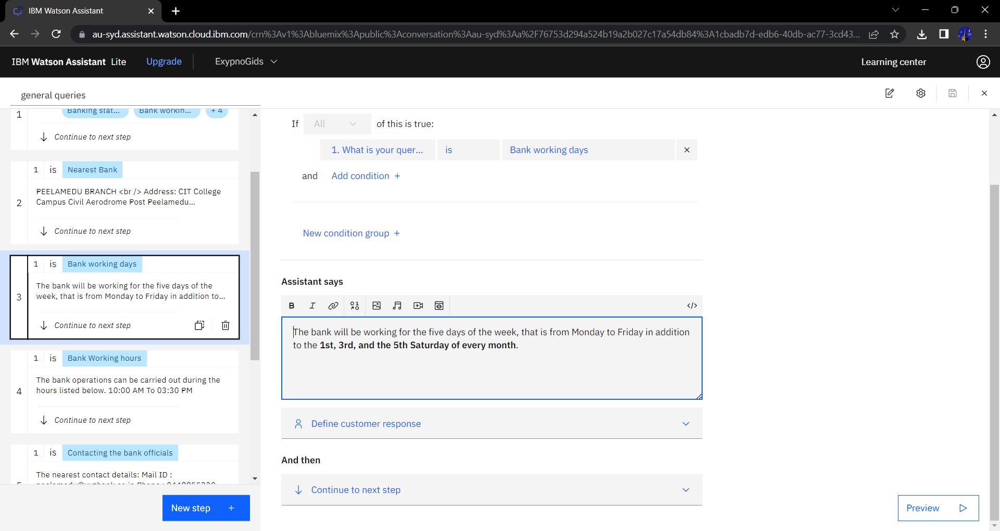 IBM Watson Assistant
au-syd.assistant.watson.cloud.ibm.com/crn%3Av1%3Abluemix%3Apublic%3Aconversation%3Aau-syd%3Aa%2F76753d294a524b19a2b027c17a54db84%3A1cbadb7d-edb6-40db-ac77-3cd43...
IBM Watson Assistant Lite
Upgrade
ExypnoGids
Learning center
general queries
1
Banking stat...
Bank workin...
+ 4
Continue to next step
2
1 is Nearest Bank
PEELAMEDU BRANCH <br /> Address: CIT College
Campus Civil Aerodrome Post Peelamedu...
Continue to next step
3
1 is Bank working days
The bank will be working for the five days of the
week, that is from Monday to Friday in addition to...
Continue to next step
4
1 is Bank Working hours
The bank operations can be carried out during the
hours listed below. 10:00 AM To 03:30 PM
Continue to next step
1 is Contacting the bank officials
The nearest contact details: Mail ID :
New step +
If All of this is true:
1. What is your quer... is Bank working days
and Add condition +
New condition group +
Assistant says
B I
</>
The bank will be working for the five days of the week, that is from Monday to Friday in addition
to the 1st, 3rd, and the 5th Saturday of every month.
Define customer response
And then
Continue to next step
Preview